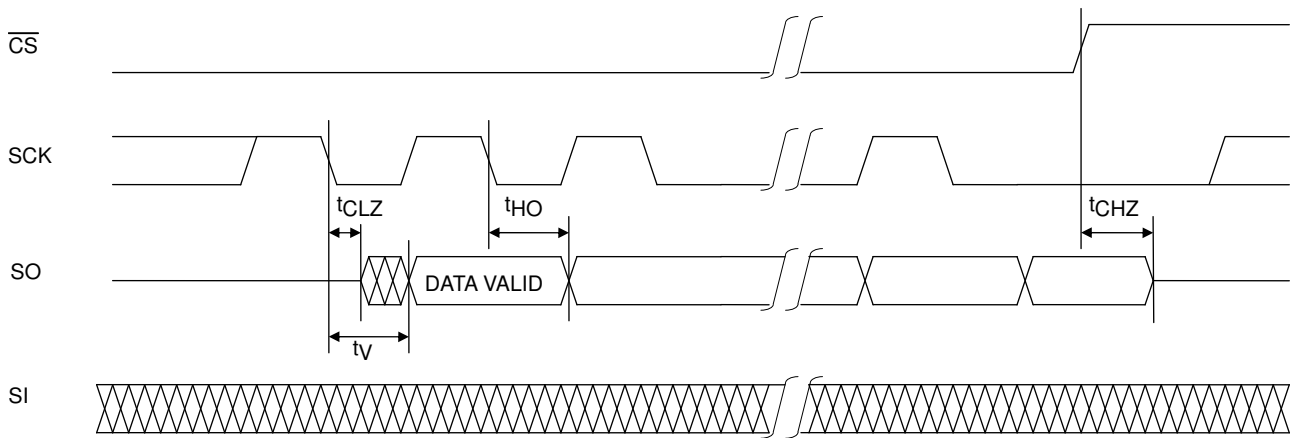 CS
SCK
tCLZ
tHO
tCHZ
SO
DATA VALID
tV
SI